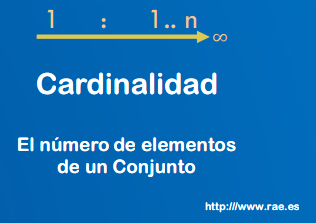 1 : 1.. n
∞
Cardinalidad
El número de elementos
de un Conjunto
http:///www.rae.es